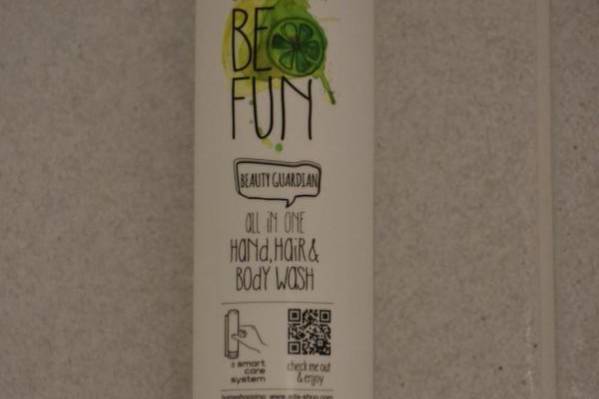 BE
FUN
BEAUTY GUARDIAN
all iN ONE
HaNd, HaiR &
BOdY WaSH
a smart
care
system
check me out
& enjoy